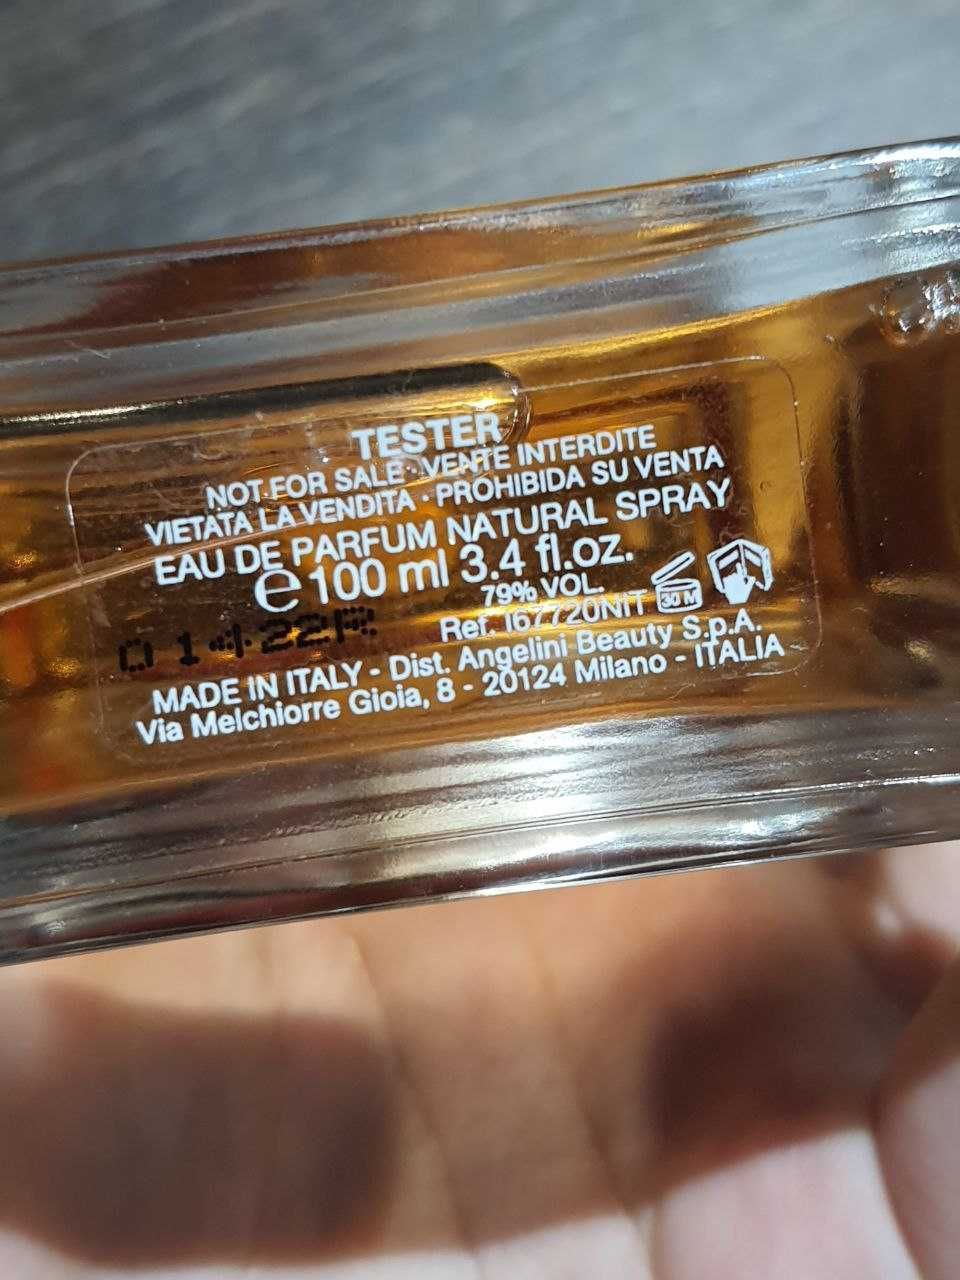 TESTER
NOT FOR SALE · VENTE INTERDITE
VIETATA LA VENDITA · PROHIBIDA SU VENTA
EAU DE PARFUM NATURAL SPRAY
e 100 ml 3.4 fl.oz.
79% VOL.
Ref. I67720NIT 30 M
01422R
MADE IN ITALY - Dist. Angelini Beauty S.p.A.
Via Melchiorre Gioia, 8 - 20124 Milano - ITALIA